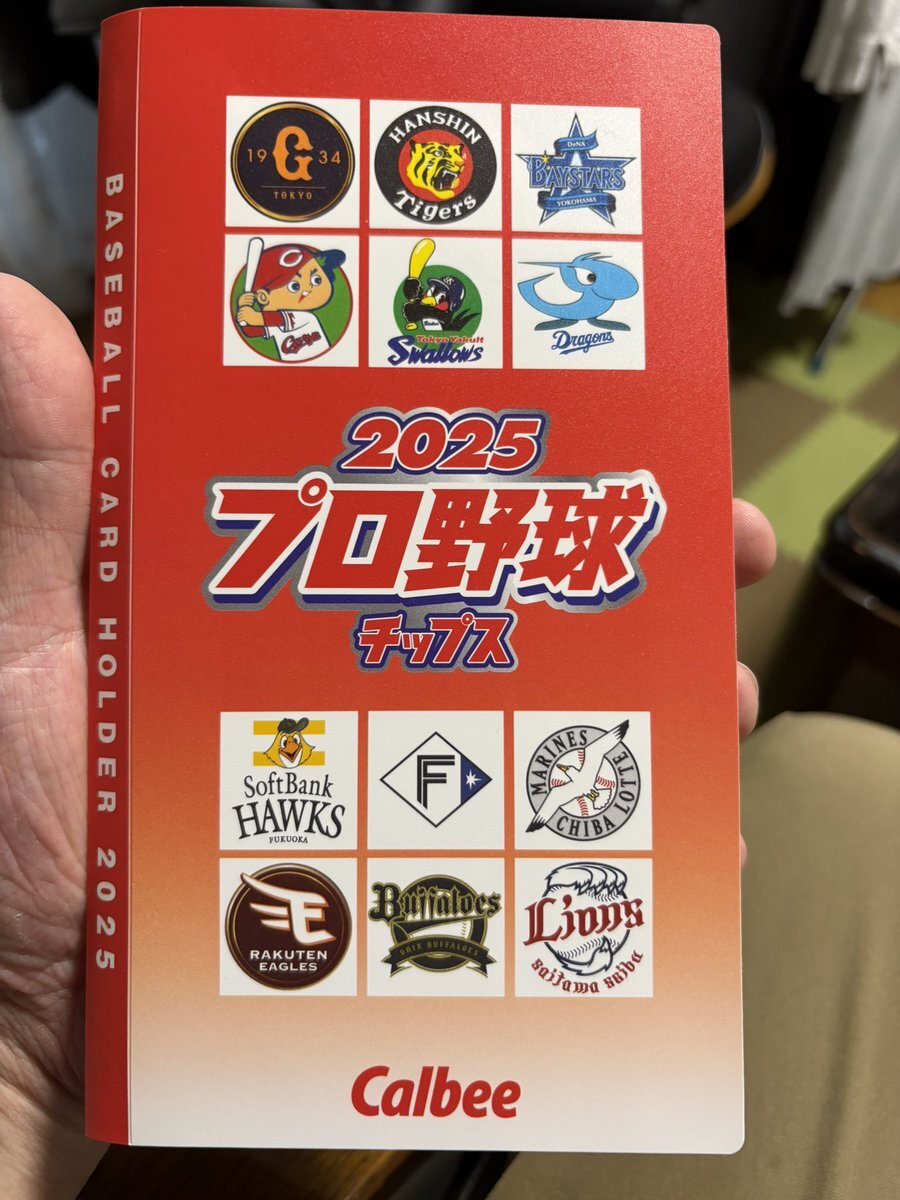 BASEBALL CARD HOLDER 2025
19 G 34
TOKYO
HANSHIN
Tigers
DeNA
BAYSTARS
YOKOHAMA
C
Carp
Tokyo Yakult
Swallows
Dragons
2025
プロ野球
チップス
SoftBank
HAWKS
FUKUOKA
F
MARINES
CHIBA LOTTE
E
RAKUTEN
EAGLES
Buffaloes
ORIX BUFFALOES
Lions
saitama seibu
Calbee